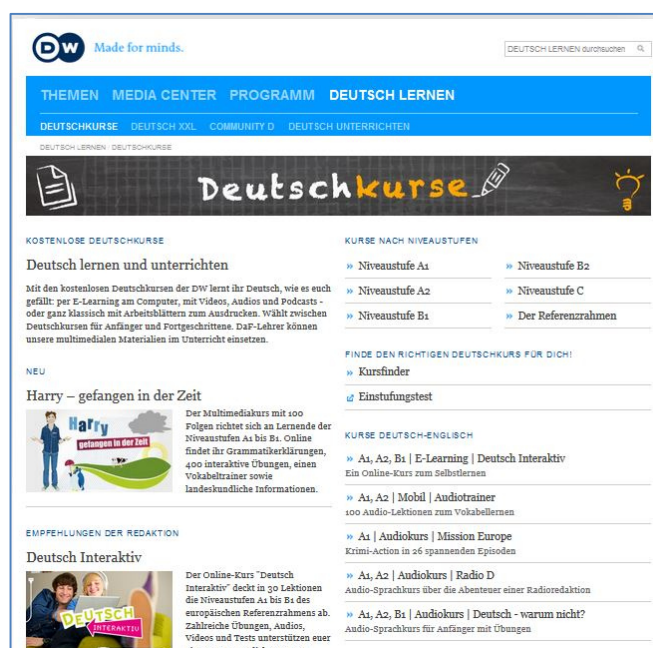 DW Made for minds.
DEUTSCH LERNEN durchsuchen
THEMEN MEDIA CENTER PROGRAMM DEUTSCH LERNEN
DEUTSCHKURSE DEUTSCH XXL COMMUNITY D DEUTSCH UNTERRICHTEN
DEUTSCH LERNEN DEUTSCHKURSE
Deutschkurse
KOSTENLOSE DEUTSCHKURSE
Deutsch lernen und unterrichten
Mit den kostenlosen Deutschkursen der DW lernt ihr Deutsch, wie es euch
gefällt: per E-Learning am Computer, mit Videos, Audios und Podcasts -
oder ganz klassisch mit Arbeitsblättern zum Ausdrucken. Wählt zwischen
Deutschkursen für Anfänger und Fortgeschrittene. DaF-Lehrer können
unsere multimedialen Materialien im Unterricht einsetzen.
NEU
Harry – gefangen in der Zeit
Harry
gefangen in der Zeit
Der Multimediakurs mit 100
Folgen richtet sich an Lernende der
Niveaustufen A1 bis B1. Online
findet ihr Grammatikerklärungen,
400 interaktive Übungen, einen
Vokabeltrainer sowie
landeskundliche Informationen.
EMPFEHLUNGEN DER REDAKTION
Deutsch Interaktiv
DEUTSCH
INTERAKTIV
Der Online-Kurs "Deutsch
Interaktiv" deckt in 30 Lektionen
die Niveaustufen A1 bis B1 des
europäischen Referenzrahmens ab.
Zahlreiche Übungen, Audios,
Videos und Tests unterstützen euer
KURSE NACH NIVEAUSTUFEN
» Niveaustufe A1
» Niveaustufe B2
» Niveaustufe A2
» Niveaustufe C
» Niveaustufe B1
» Der Referenzrahmen
FINDE DEN RICHTIGEN DEUTSCHKURS FÜR DICH!
» Kursfinder
Einstufungstest
KURSE DEUTSCH-ENGLISCH
» A1, A2, B1 | E-Learning | Deutsch Interaktiv
Ein Online-Kurs zum Selbstlernen
» A1, A2 | Mobil | Audiotrainer
100 Audio-Lektionen zum Vokabellernen
» A1 | Audiokurs | Mission Europe
Krimi-Action in 26 spannenden Episoden
» A1, A2 | Audiokurs | Radio D
Audio-Sprachkurs über die Abenteuer einer Radioredaktion
» A1, A2, B1 | Audiokurs | Deutsch - warum nicht?
Audio-Sprachkurs für Anfänger mit Übungen